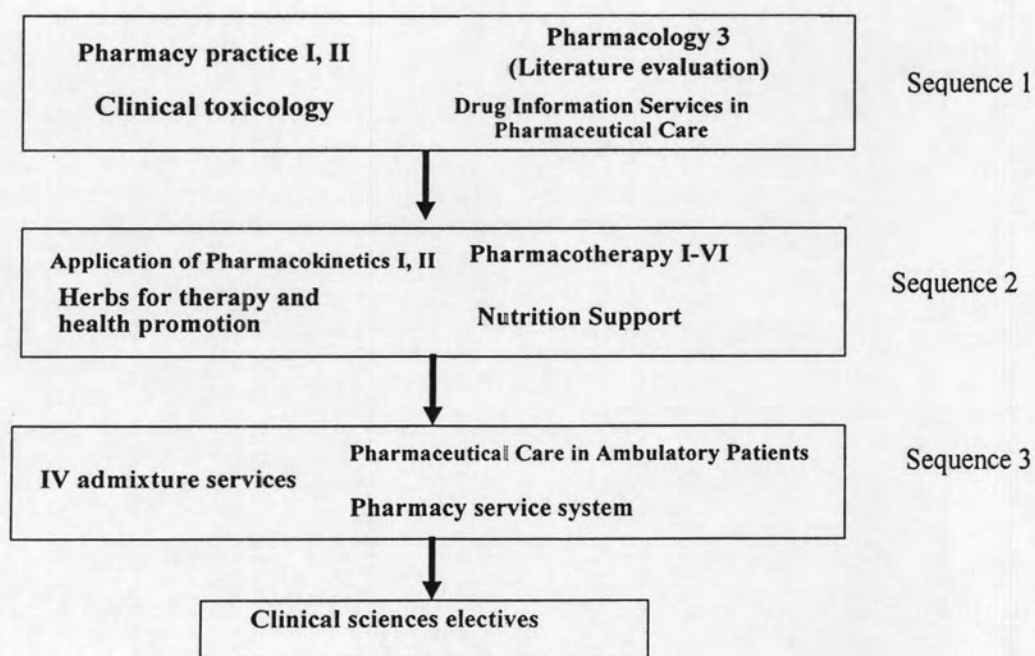 Pharmacy practice I, II
Clinical toxicology
Pharmacology 3
(Literature evaluation)
Drug Information Services in
Pharmaceutical Care
Sequence 1
Application of Pharmacokinetics I, II
Herbs for therapy and
health promotion
Pharmacotherapy I-VI
Nutrition Support
Sequence 2
IV admixture services
Pharmaceutical Care in Ambulatory Patients
Pharmacy service system
Sequence 3
Clinical sciences electives